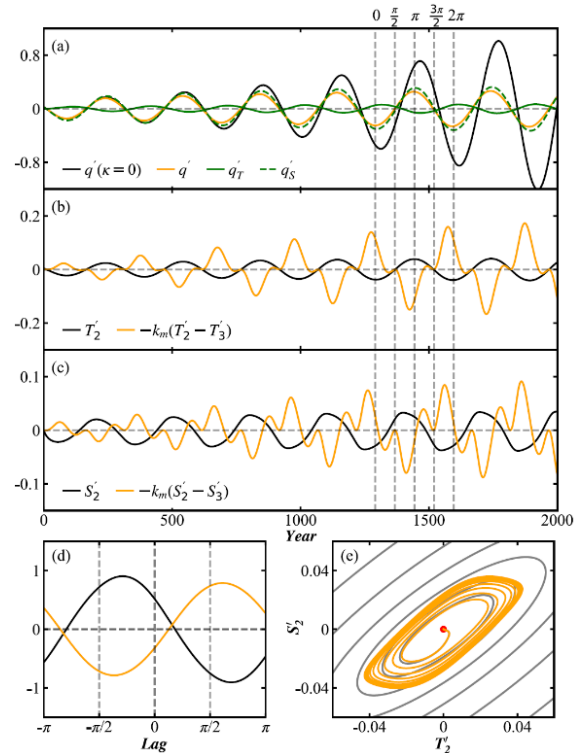 0 π/2 π 3π/2 2π
(a)
0.8
0
-0.8
q′(κ = 0) q′ q′_T q′_S
(b)
0.2
0
-0.2
T′_2 −k_m(T′_2 − T′_3)
(c)
0.1
0
-0.1
S′_2 −k_m(S′_2 − S′_3)
0 500 1000 1500 2000
Year
(d)
1
0
-1
-π -π/2 0 π/2 π
Lag
(e)
S′_2
0.04
0
-0.04
-0.04 0 0.04
T′_2